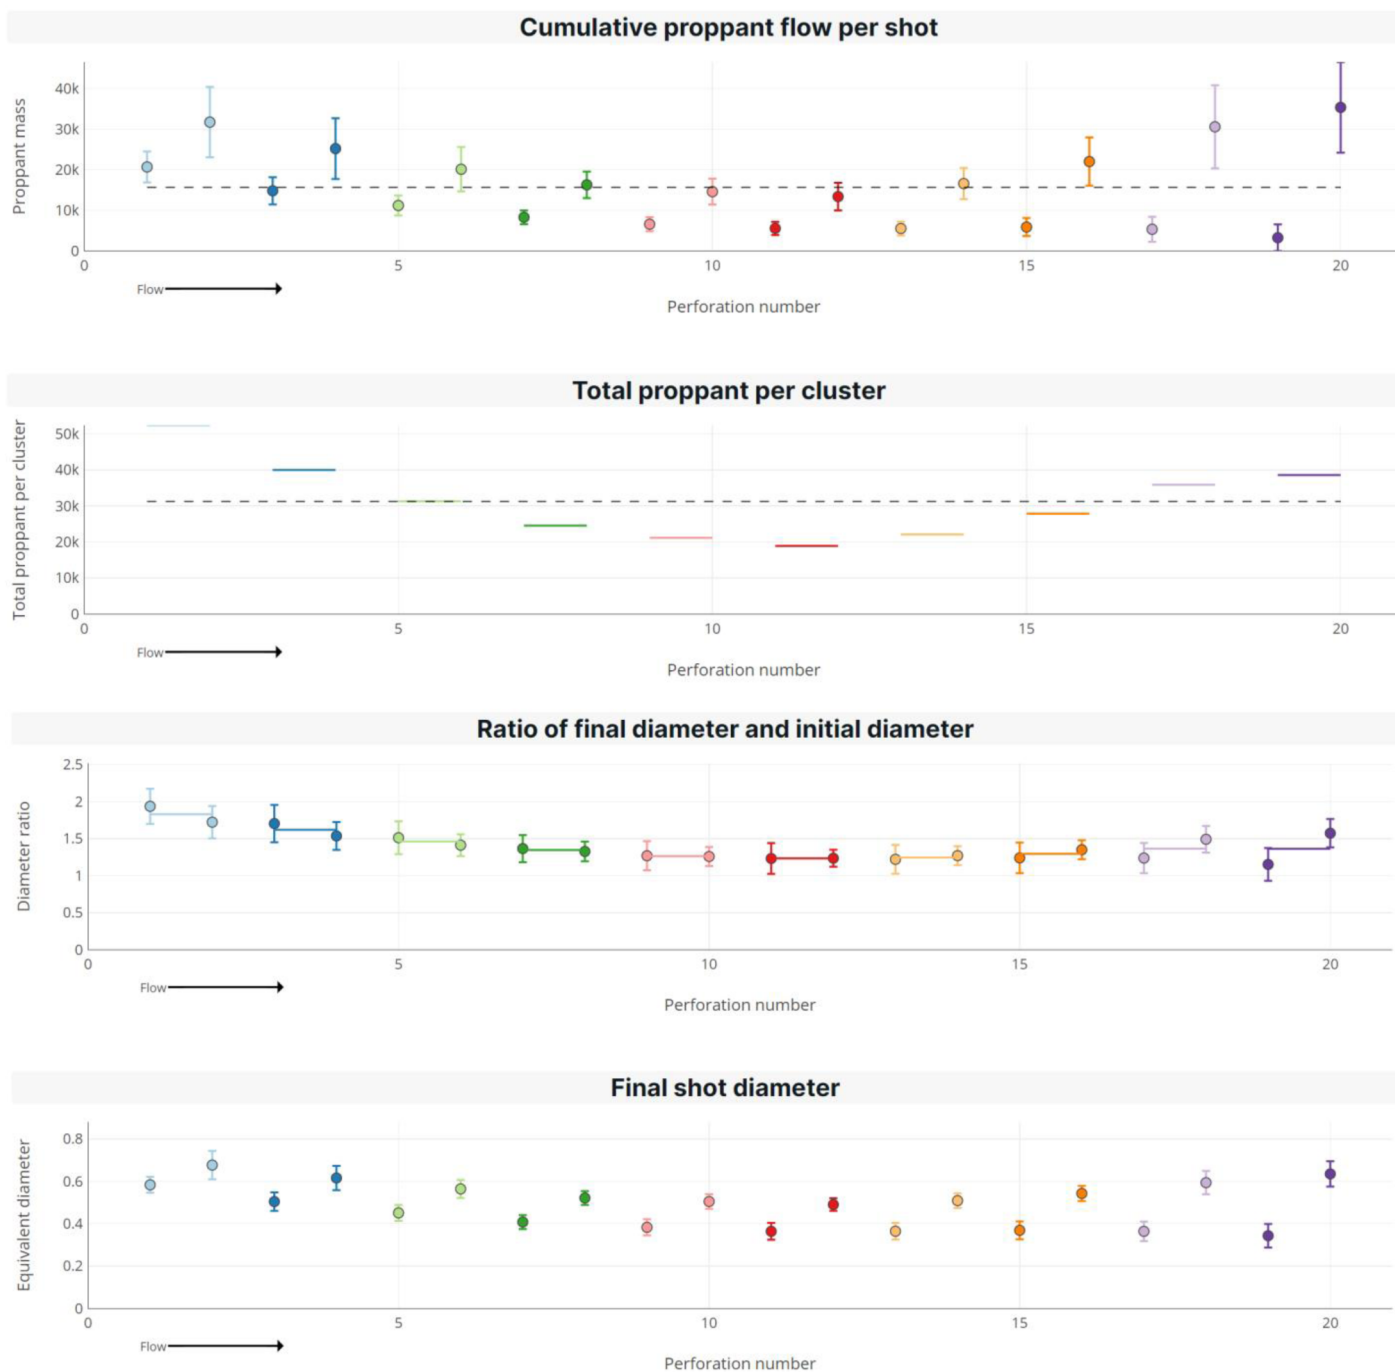 Cumulative proppant flow per shot
Proppant mass
40k
30k
20k
10k
0
0 5 10 15 20
Flow
Perforation number
Total proppant per cluster
Total proppant per cluster
50k
40k
30k
20k
10k
0
0 5 10 15 20
Flow
Perforation number
Ratio of final diameter and initial diameter
Diameter ratio
2.5
2
1.5
1
0.5
0
0 5 10 15 20
Flow
Perforation number
Final shot diameter
Equivalent diameter
0.8
0.6
0.4
0.2
0
0 5 10 15 20
Flow
Perforation number